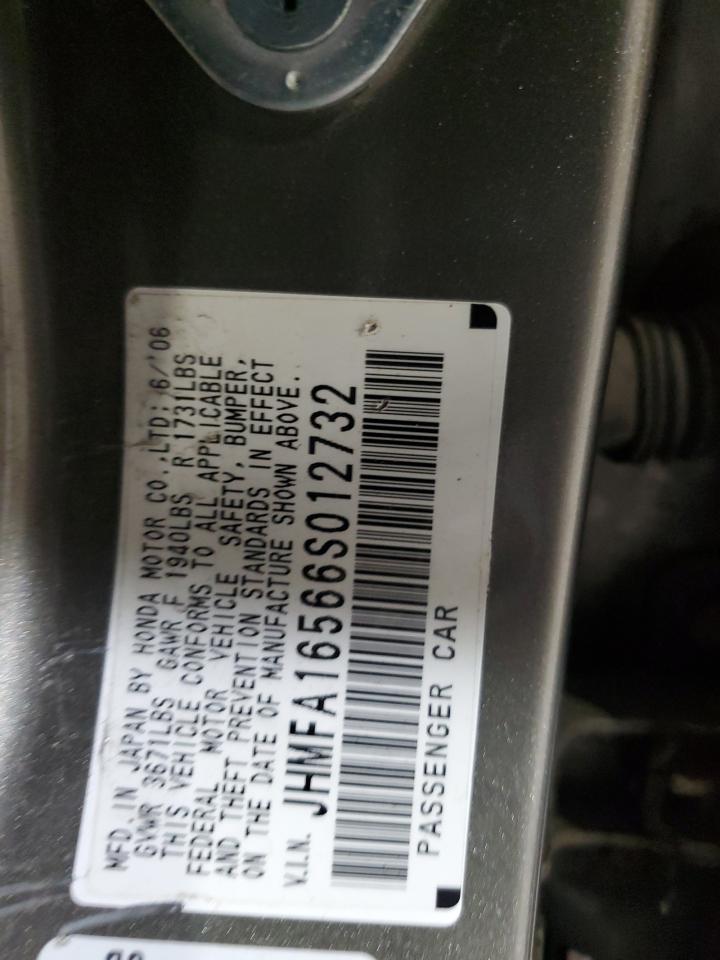 MFD. IN JAPAN BY HONDA MOTOR CO.,LTD; 6/'06
GVWR 3671LBS GAWR F 1940LBS R 1731LBS
THIS VEHICLE CONFORMS TO ALL APPLICABLE
FEDERAL MOTOR VEHICLE SAFETY, BUMPER,
AND THEFT PREVENTION STANDARDS IN EFFECT
ON THE DATE OF MANUFACTURE SHOWN ABOVE.
V.I.N. JHMFA16566S012732
PASSENGER CAR